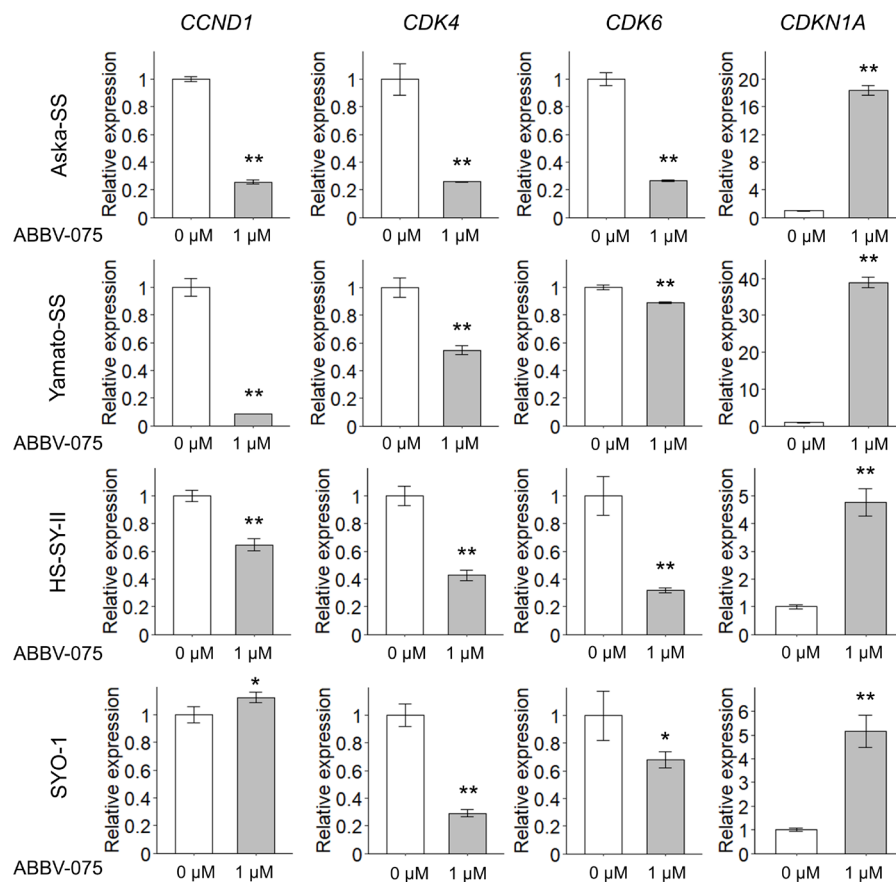 CCND1 CDK4 CDK6 CDKN1A
Aska-SS
Relative expression 0 0.2 0.4 0.6 0.8 1 **
Relative expression 0 0.2 0.4 0.6 0.8 1 **
Relative expression 0 0.2 0.4 0.6 0.8 1 **
Relative expression 0 4 8 12 16 20 **
ABBV-075 0 µM 1 µM 0 µM 1 µM 0 µM 1 µM 0 µM 1 µM
Yamato-SS
Relative expression 0 0.2 0.4 0.6 0.8 1 **
Relative expression 0 0.2 0.4 0.6 0.8 1 **
Relative expression 0 0.2 0.4 0.6 0.8 1 **
Relative expression 0 10 20 30 40 **
ABBV-075 0 µM 1 µM 0 µM 1 µM 0 µM 1 µM 0 µM 1 µM
HS-SY-II
Relative expression 0 0.2 0.4 0.6 0.8 1 **
Relative expression 0 0.2 0.4 0.6 0.8 1 **
Relative expression 0 0.2 0.4 0.6 0.8 1 **
Relative expression 0 1 2 3 4 5 **
ABBV-075 0 µM 1 µM 0 µM 1 µM 0 µM 1 µM 0 µM 1 µM
SYO-1
Relative expression 0 0.2 0.4 0.6 0.8 1 *
Relative expression 0 0.2 0.4 0.6 0.8 1 **
Relative expression 0 0.2 0.4 0.6 0.8 1 *
Relative expression 0 1 2 3 4 5 6 **
ABBV-075 0 µM 1 µM 0 µM 1 µM 0 µM 1 µM 0 µM 1 µM